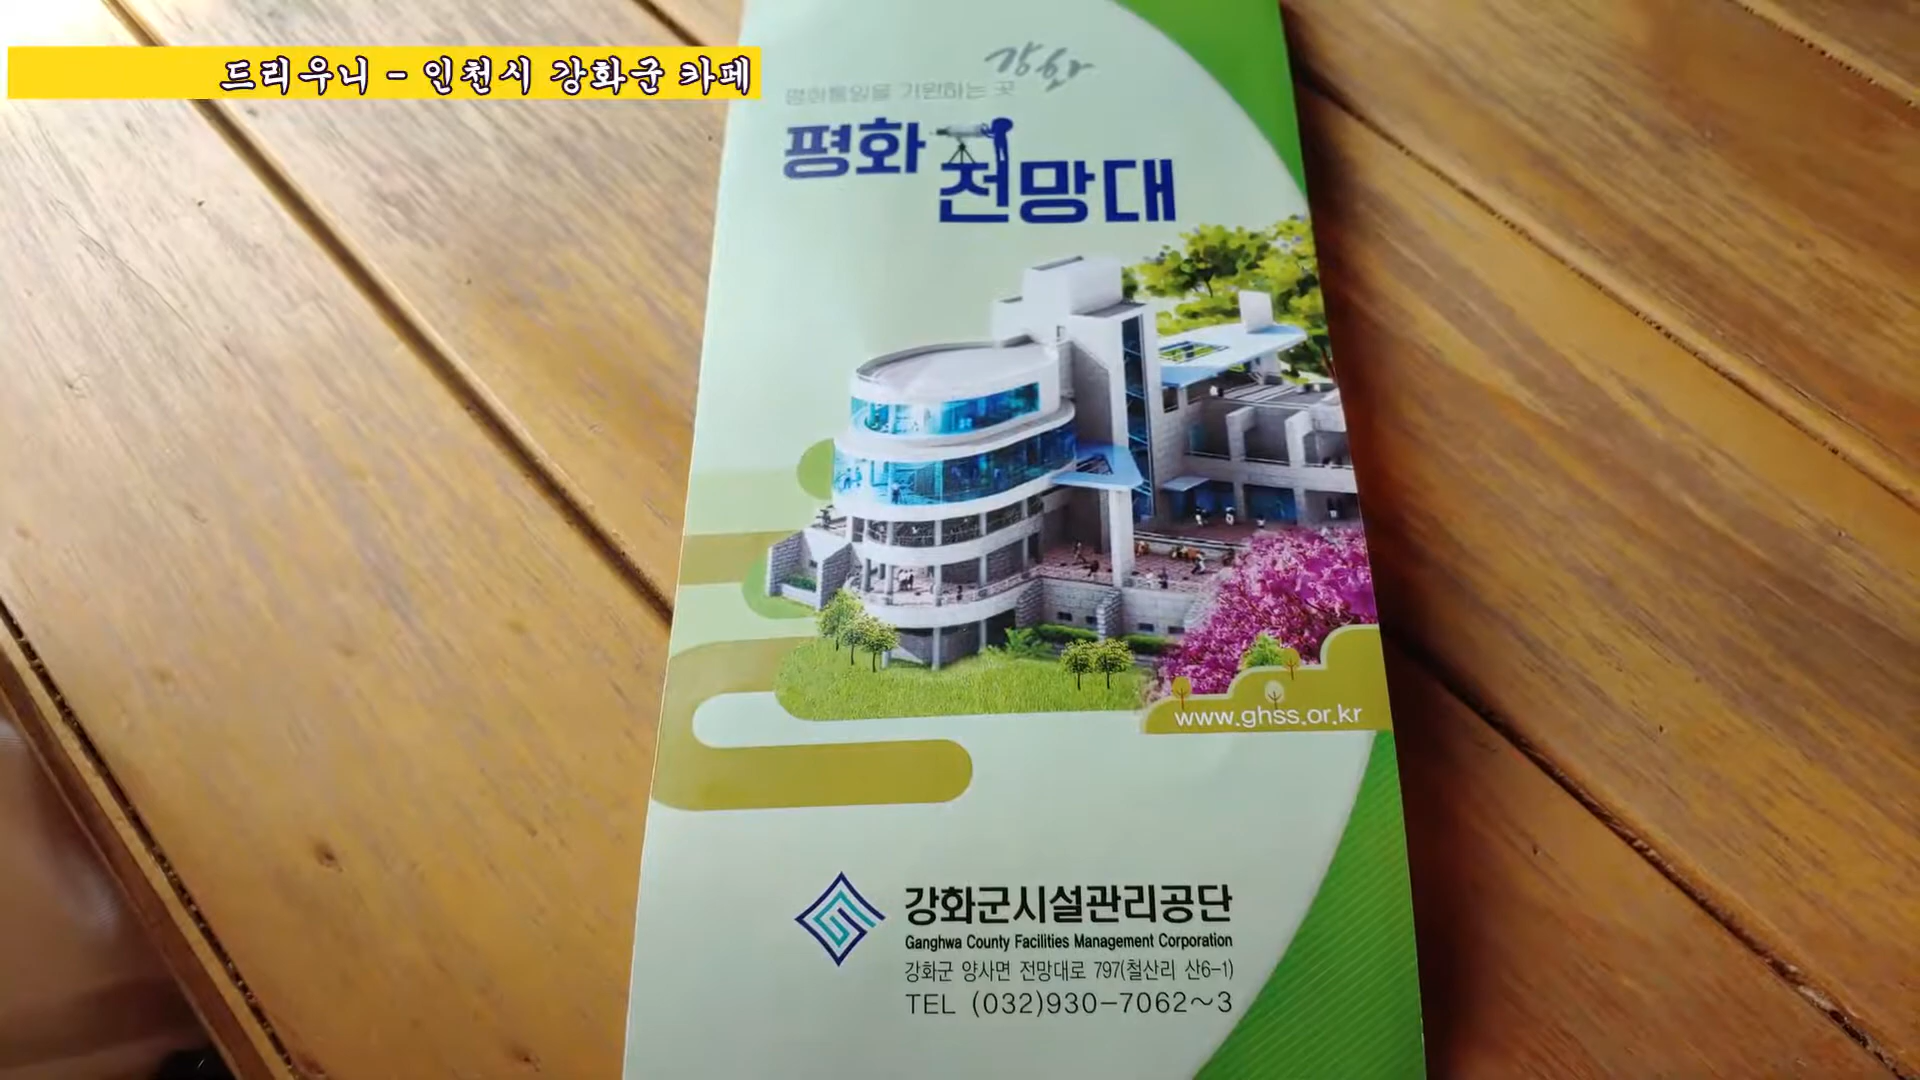 드리우니 - 인천시 강화군 카페
강화
평화통일을 기원하는 곳
평화
전망대
www.ghss.or.kr
강화군시설관리공단
Ganghwa County Facilities Management Corporation
강화군 양사면 전망대로 797(철산리 산6-1)
TEL (032)930-7062~3